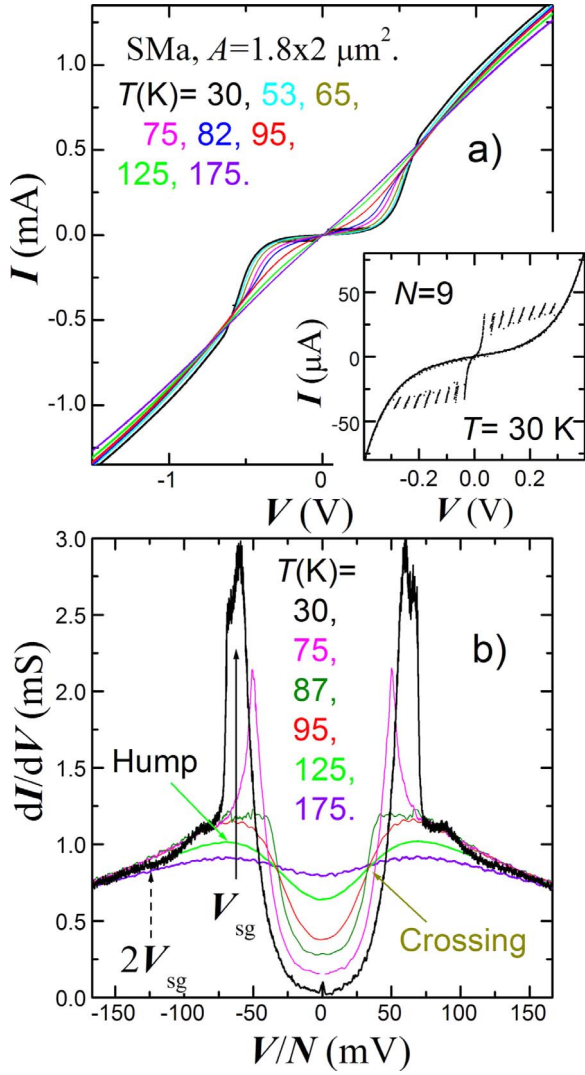 SMa, A=1.8x2 μm².
T(K)= 30, 53, 65,
75, 82, 95,
125, 175.
a)
1.0
0.5
0.0
-0.5
-1.0
I (mA)
-1
0
V (V)
N=9
50
0
-50
I (μA)
T= 30 K
-0.2
0.0
0.2
V (V)
3.0
2.5
2.0
1.5
1.0
0.5
0.0
dI/dV (mS)
T(K)=
30,
75,
87,
95,
125,
175.
b)
Hump
Vsg
2Vsg
Crossing
-150
-100
-50
0
50
100
150
V/N (mV)